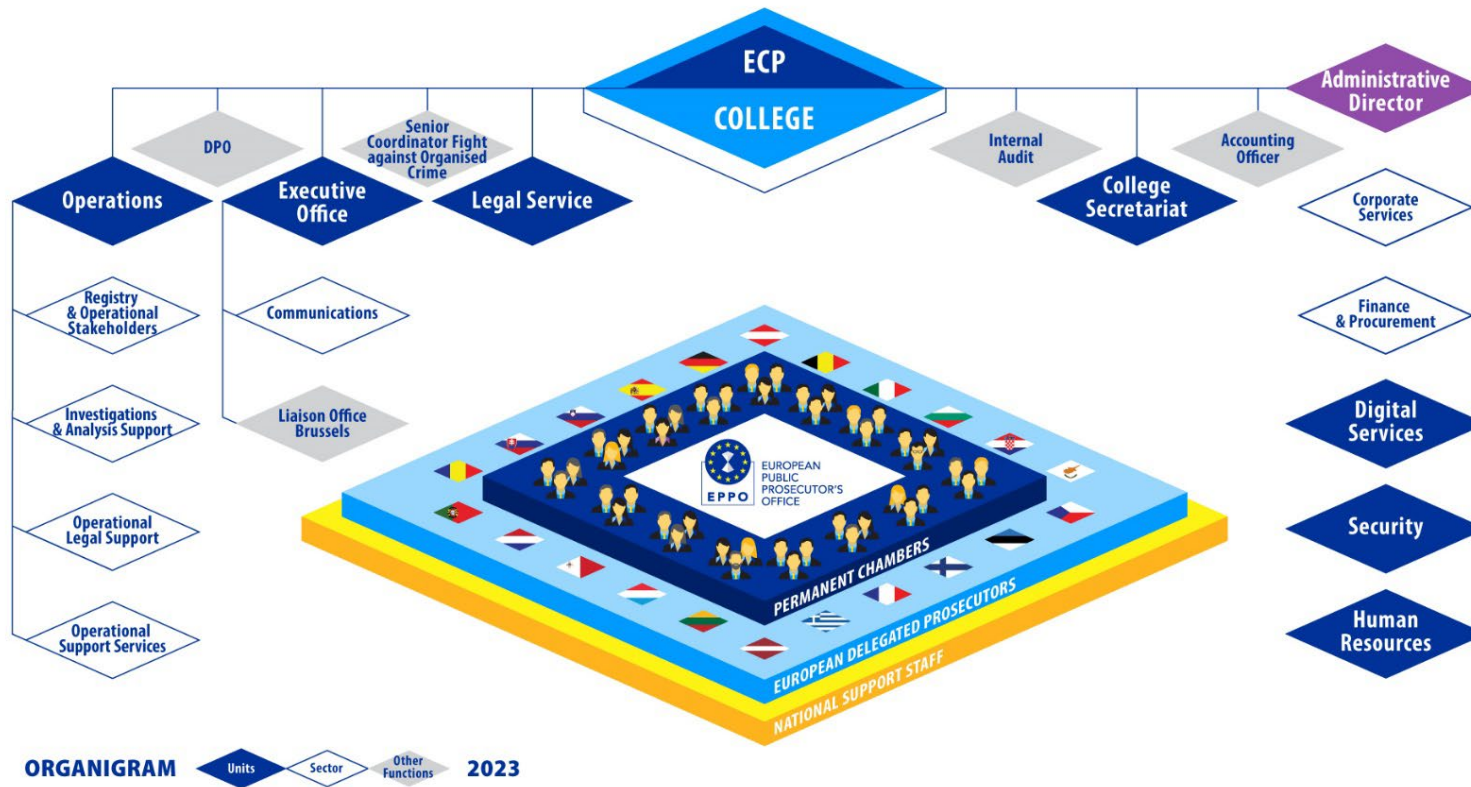 ECP
COLLEGE
Administrative
Director
DPO
Senior
Coordinator Fight
against Organised
Crime
Internal
Audit
Accounting
Officer
Operations
Executive
Office
Legal Service
College
Secretariat
Corporate
Services
Registry
& Operational
Stakeholders
Communications
Finance
& Procurement
Investigations
& Analysis Support
Liaison Office
Brussels
Digital
Services
Operational
Legal Support
Security
Operational
Support Services
Human
Resources
EPPO
EUROPEAN
PUBLIC
PROSECUTOR'S
OFFICE
PERMANENT CHAMBERS
EUROPEAN DELEGATED PROSECUTORS
NATIONAL SUPPORT STAFF
ORGANIGRAM
Units
Sector
Other
Functions
2023